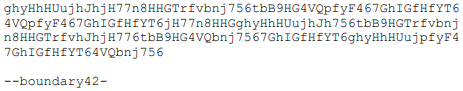 ghyHhHUujhJhjH77n8HHGTrfvbnj756tbB9HG4VQpfyF467GhIGfHfYT6
4VQpfyF467GhIGfHfYT6jH77n8HHGghyHhHUujhJh756tbB9HGTrfvbnj
n8HHGTrfvhJhjH776tbB9HG4VQbnj7567GhIGfHfYT6ghyHhHUujpfyF4
7GhIGfHfYT64VQbnj756
--boundary42-